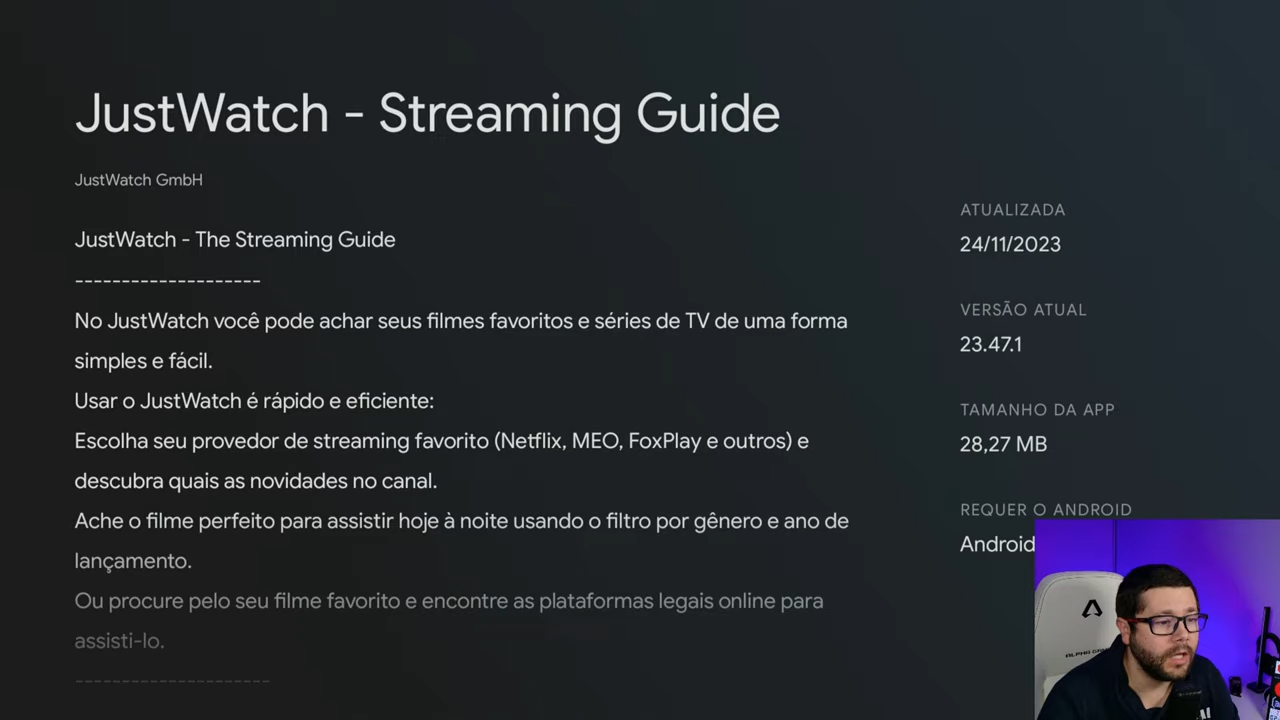 JustWatch - Streaming Guide
JustWatch GmbH
JustWatch - The Streaming Guide
--------------------
No JustWatch você pode achar seus filmes favoritos e séries de TV de uma forma
simples e fácil.
Usar o JustWatch é rápido e eficiente:
Escolha seu provedor de streaming favorito (Netflix, MEO, FoxPlay e outros) e
descubra quais as novidades no canal.
Ache o filme perfeito para assistir hoje à noite usando o filtro por gênero e ano de
lançamento.
Ou procure pelo seu filme favorito e encontre as plataformas legais online para
assisti-lo.
---------------------
ATUALIZADA
24/11/2023
VERSÃO ATUAL
23.47.1
TAMANHO DA APP
28,27 MB
REQUER O ANDROID
Android